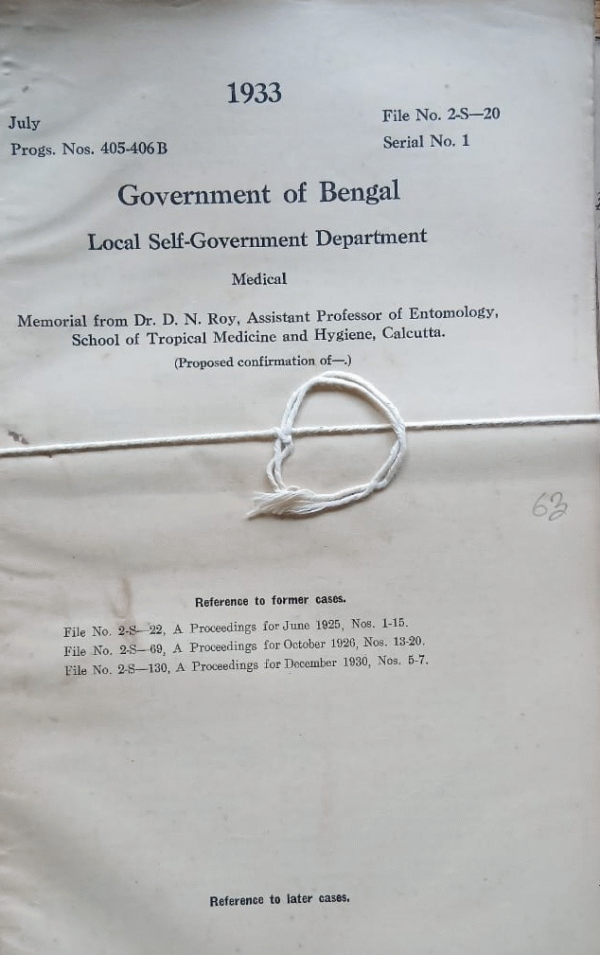 1933
July
File No. 2-S—20
Progs. Nos. 405-406 B
Serial No. 1
Government of Bengal
Local Self-Government Department
Medical
Memorial from Dr. D. N. Roy, Assistant Professor of Entomology,
School of Tropical Medicine and Hygiene, Calcutta.
(Proposed confirmation of—.)
63
Reference to former cases.
File No. 2-S—22, A Proceedings for June 1925, Nos. 1-15.
File No. 2-S—69, A Proceedings for October 1926, Nos. 13-20.
File No. 2-S—130, A Proceedings for December 1930, Nos. 5-7.
Reference to later cases.